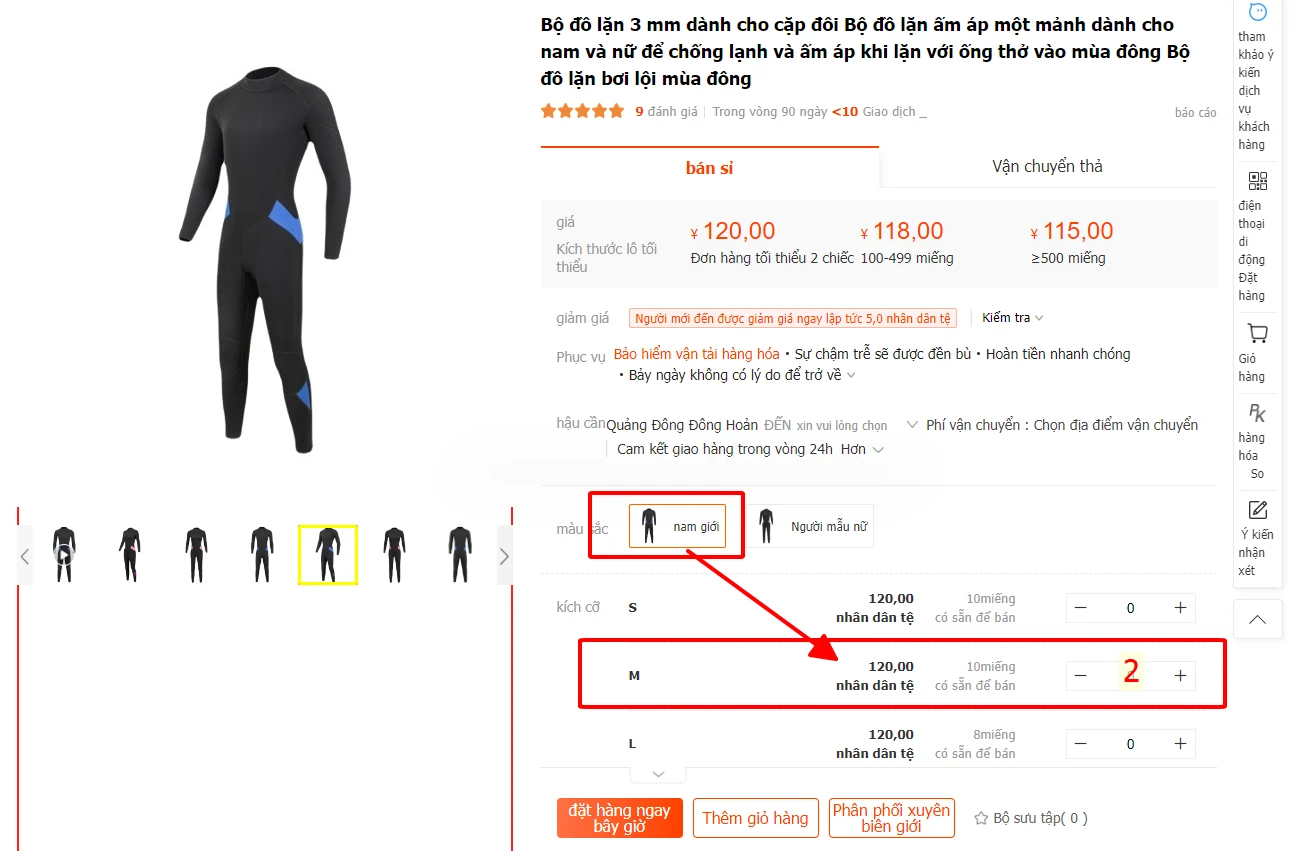 Bộ đồ lặn 3 mm dành cho cặp đôi Bộ đồ lặn ấm áp một mảnh dành cho
nam và nữ để chống lạnh và ấm áp khi lặn với ống thở vào mùa đông Bộ
đồ lặn bơi lội mùa đông
9 đánh giá
Trong vòng 90 ngày <10 Giao dịch _
báo cáo
bán sỉ
Vận chuyển thả
giá
¥ 120,00
¥ 118,00
¥ 115,00
Kích thước lô tối
thiểu
Đơn hàng tối thiểu 2 chiếc
100-499 miếng
≥500 miếng
giảm giá
Người mới đến được giảm giá ngay lập tức 5,0 nhân dân tệ
Kiểm tra
Phục vụ
Bảo hiểm vận tải hàng hóa • Sự chậm trễ sẽ được đền bù • Hoàn tiền nhanh chóng
• Bảy ngày không có lý do để trở về
hậu cần
Quảng Đông Đông Hoản ĐẾN xin vui lòng chọn
Phí vận chuyển : Chọn địa điểm vận chuyển
Cam kết giao hàng trong vòng 24h Hơn
màu sắc
nam giới
Người mẫu nữ
kích cỡ
S
120,00
nhân dân tệ
10miếng
có sẵn để bán
0
M
120,00
nhân dân tệ
10miếng
có sẵn để bán
2
L
120,00
nhân dân tệ
8miếng
có sẵn để bán
0
đặt hàng ngay
bây giờ
Thêm giỏ hàng
Phân phối xuyên
biên giới
Bộ sưu tập( 0 )
tham
khảo ý
kiến
dịch
vụ
khách
hàng
điện
thoại
di
động
Đặt
hàng
Giỏ
hàng
hàng
hóa
So
Ý kiến
nhận
xét